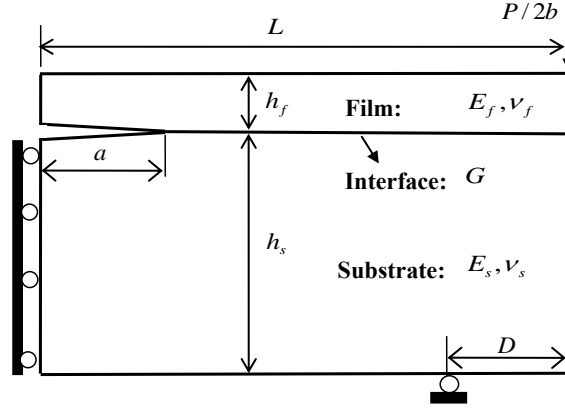 P/2b
L
h_f
Film: E_f, ν_f
a
Interface: G
h_s
Substrate: E_s, ν_s
D